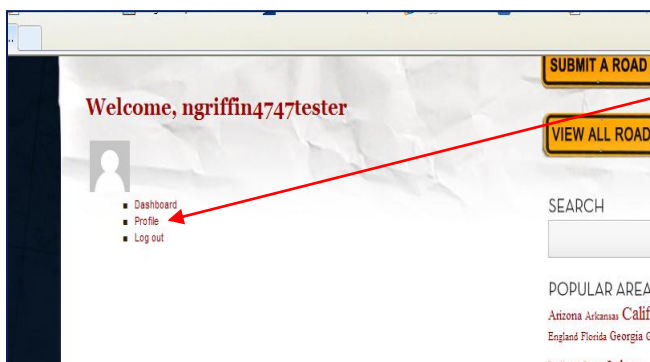 SUBMIT A ROAD
Welcome, ngriffin4747tester
VIEW ALL ROAD
Dashboard
Profile
Log out
SEARCH
POPULAR AREA
Arizona Arkansas Calif
England Florida Georgia